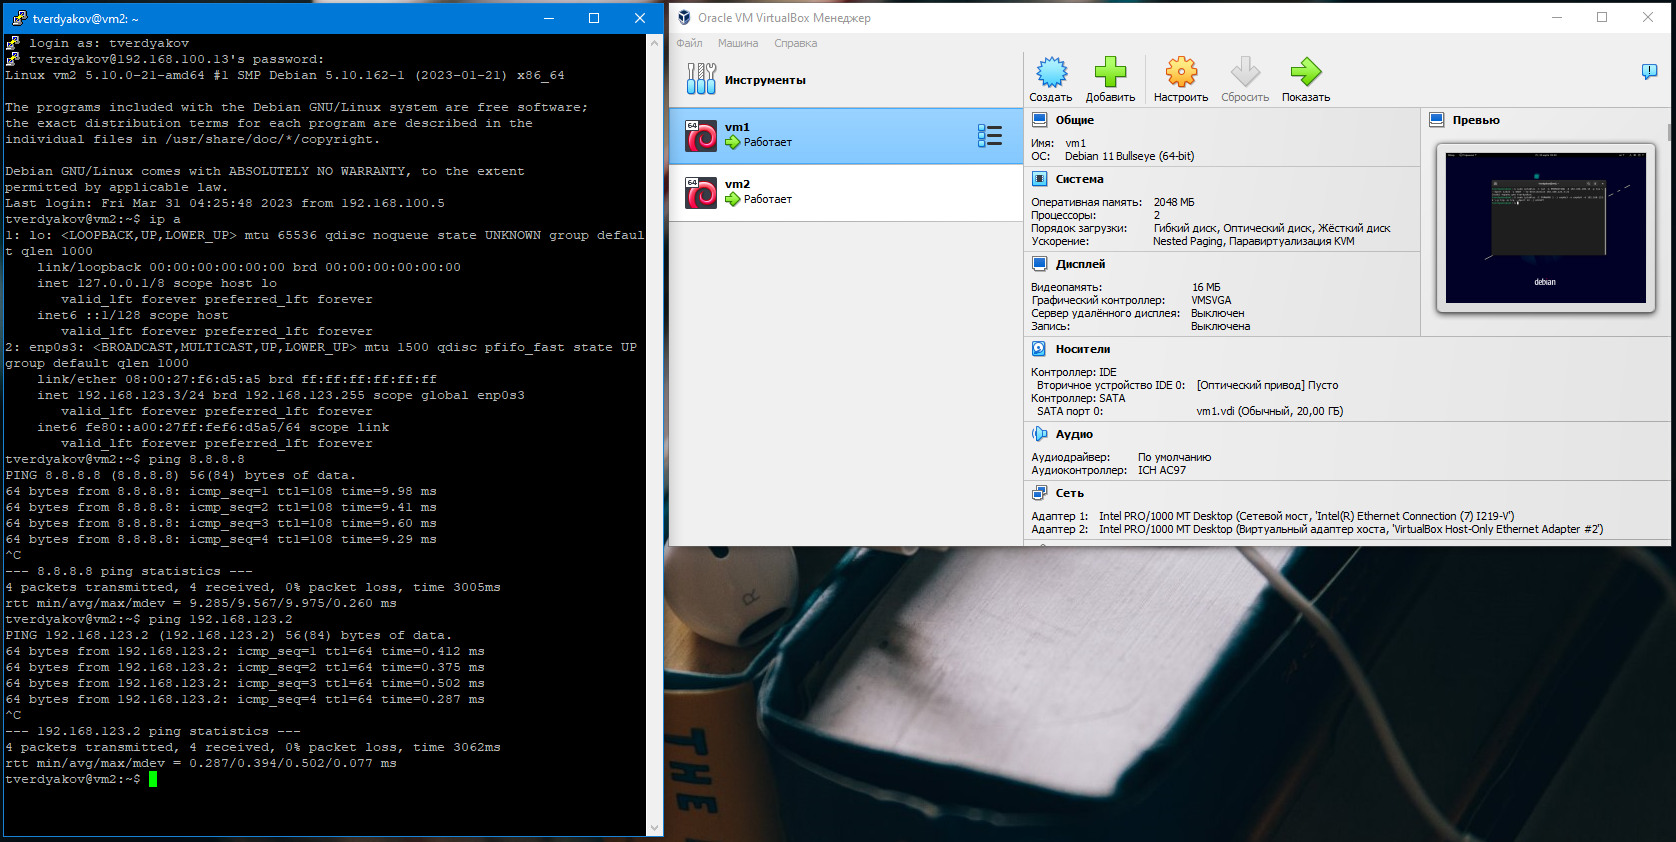 tverdyakov@vm2: ~
login as: tverdyakov
tverdyakov@192.168.100.13's password:
Linux vm2 5.10.0-21-amd64 #1 SMP Debian 5.10.162-1 (2023-01-21) x86_64
The programs included with the Debian GNU/Linux system are free software;
the exact distribution terms for each program are described in the
individual files in /usr/share/doc/*/copyright.
Debian GNU/Linux comes with ABSOLUTELY NO WARRANTY, to the extent
permitted by applicable law.
Last login: Fri Mar 31 04:25:48 2023 from 192.168.100.5
tverdyakov@vm2:~$ ip a
1: lo: <LOOPBACK,UP,LOWER_UP> mtu 65536 qdisc noqueue state UNKNOWN group defaul
t qlen 1000
link/loopback 00:00:00:00:00:00 brd 00:00:00:00:00:00
inet 127.0.0.1/8 scope host lo
valid_lft forever preferred_lft forever
inet6 ::1/128 scope host
valid_lft forever preferred_lft forever
2: enp0s3: <BROADCAST,MULTICAST,UP,LOWER_UP> mtu 1500 qdisc pfifo_fast state UP
group default qlen 1000
link/ether 08:00:27:f6:d5:a5 brd ff:ff:ff:ff:ff:ff
inet 192.168.123.3/24 brd 192.168.123.255 scope global enp0s3
valid_lft forever preferred_lft forever
inet6 fe80::a00:27ff:fef6:d5a5/64 scope link
valid_lft forever preferred_lft forever
tverdyakov@vm2:~$ ping 8.8.8.8
PING 8.8.8.8 (8.8.8.8) 56(84) bytes of data.
64 bytes from 8.8.8.8: icmp_seq=1 ttl=108 time=9.98 ms
64 bytes from 8.8.8.8: icmp_seq=2 ttl=108 time=9.41 ms
64 bytes from 8.8.8.8: icmp_seq=3 ttl=108 time=9.60 ms
64 bytes from 8.8.8.8: icmp_seq=4 ttl=108 time=9.29 ms
^C
--- 8.8.8.8 ping statistics ---
4 packets transmitted, 4 received, 0% packet loss, time 3005ms
rtt min/avg/max/mdev = 9.285/9.567/9.975/0.260 ms
tverdyakov@vm2:~$ ping 192.168.123.2
PING 192.168.123.2 (192.168.123.2) 56(84) bytes of data.
64 bytes from 192.168.123.2: icmp_seq=1 ttl=64 time=0.412 ms
64 bytes from 192.168.123.2: icmp_seq=2 ttl=64 time=0.375 ms
64 bytes from 192.168.123.2: icmp_seq=3 ttl=64 time=0.502 ms
64 bytes from 192.168.123.2: icmp_seq=4 ttl=64 time=0.287 ms
^C
--- 192.168.123.2 ping statistics ---
4 packets transmitted, 4 received, 0% packet loss, time 3062ms
rtt min/avg/max/mdev = 0.287/0.394/0.502/0.077 ms
tverdyakov@vm2:~$
Oracle VM VirtualBox Менеджер
Файл Машина Справка
Инструменты
64 vm1
Работает
64 vm2
Работает
Создать Добавить Настроить Сбросить Показать
Общие
Имя: vm1
ОС: Debian 11 Bullseye (64-bit)
Система
Оперативная память: 2048 МБ
Процессоры: 2
Порядок загрузки: Гибкий диск, Оптический диск, Жёсткий диск
Ускорение: Nested Paging, Паравиртуализация KVM
Дисплей
Видеопамять: 16 МБ
Графический контроллер: VMSVGA
Сервер удалённого дисплея: Выключен
Запись: Выключена
Превью
debian
Носители
Контроллер: IDE
Вторичное устройство IDE 0: [Оптический привод] Пусто
Контроллер: SATA
SATA порт 0: vm1.vdi (Обычный, 20,00 ГБ)
Аудио
Аудиодрайвер: По умолчанию
Аудиоконтроллер: ICH AC97
Сеть
Адаптер 1: Intel PRO/1000 MT Desktop (Сетевой мост, 'Intel(R) Ethernet Connection (7) I219-V')
Адаптер 2: Intel PRO/1000 MT Desktop (Виртуальный адаптер хоста, 'VirtualBox Host-Only Ethernet Adapter #2')
THE